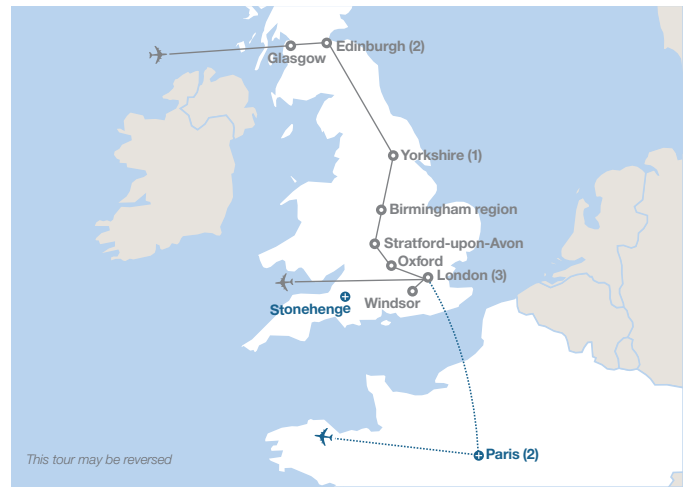 Edinburgh (2)
Glasgow
Yorkshire (1)
Birmingham region
Stratford-upon-Avon
Oxford
London (3)
Windsor
Stonehenge
Paris (2)
This tour may be reversed